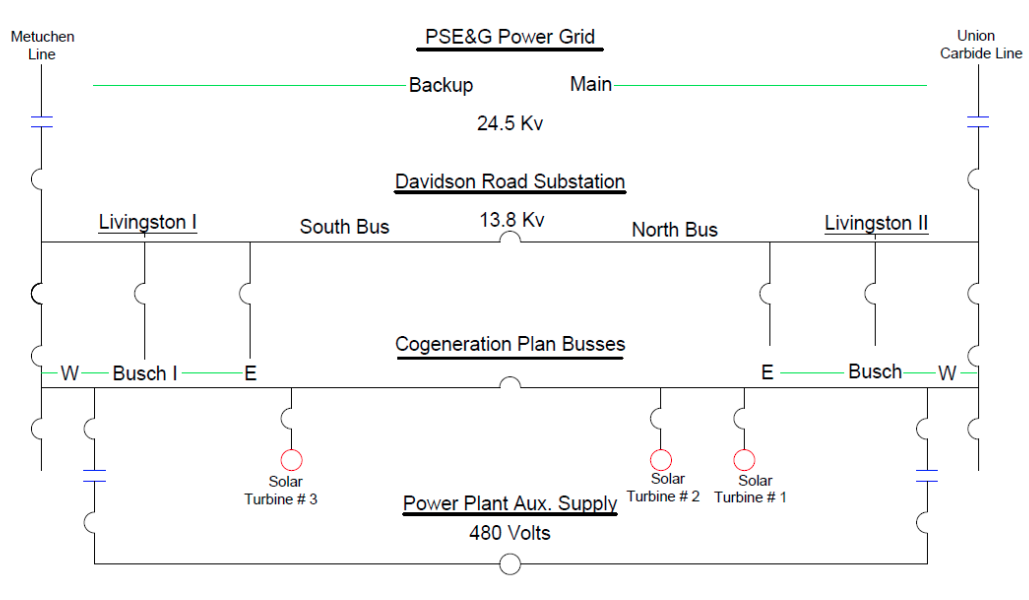 Metuchen
Line
PSE&G Power Grid
Union
Carbide Line
Backup
Main
24.5 Kv
Davidson Road Substation
Livingston I
South Bus
13.8 Kv
North Bus
Livingston II
Cogeneration Plan Busses
W
Busch I
E
E
Busch
W
Solar
Turbine # 3
Solar
Turbine # 2
Solar
Turbine # 1
Power Plant Aux. Supply
480 Volts